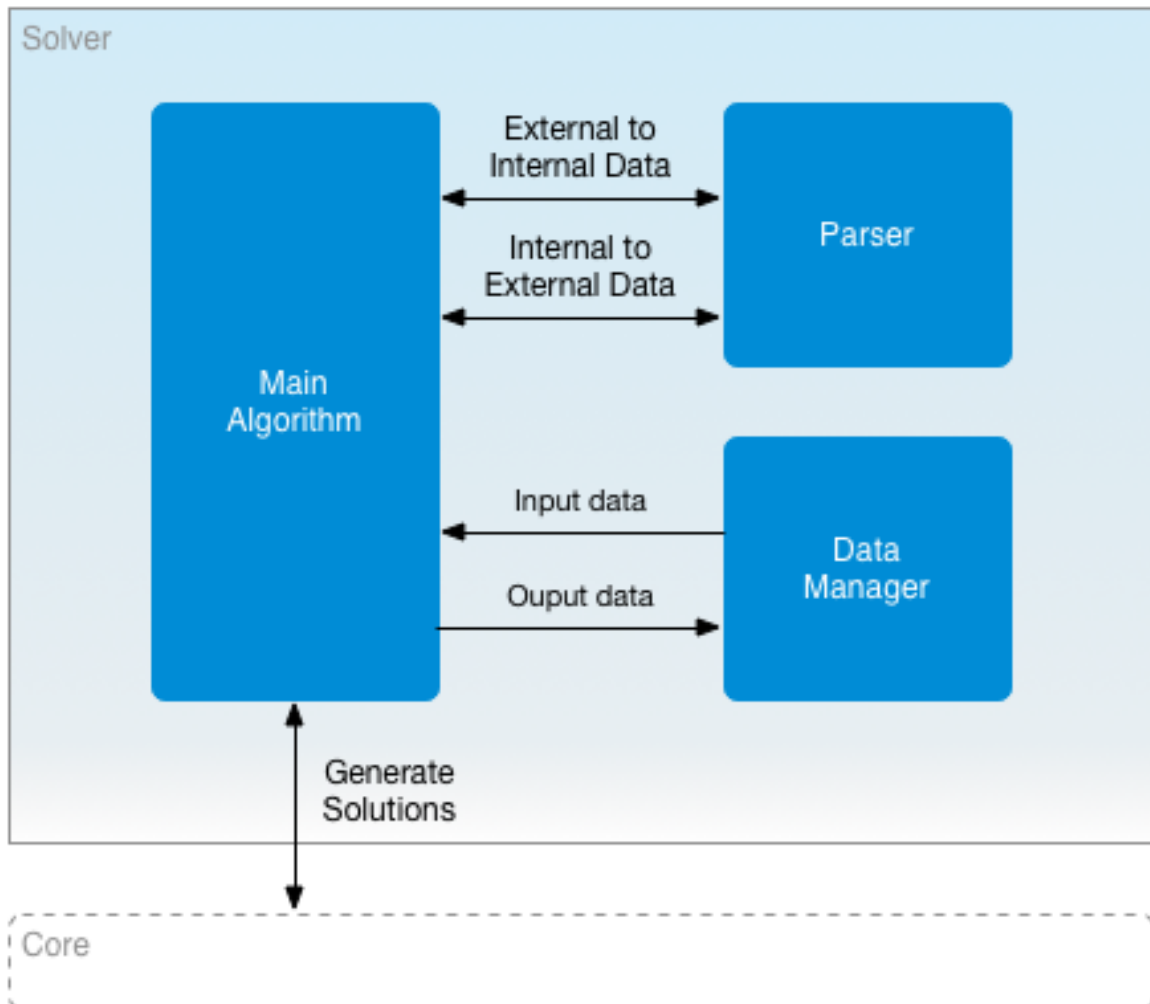 Solver
External to
Internal Data
Parser
Internal to
External Data
Main
Algorithm
Input data
Data
Manager
Ouput data
Generate
Solutions
Core